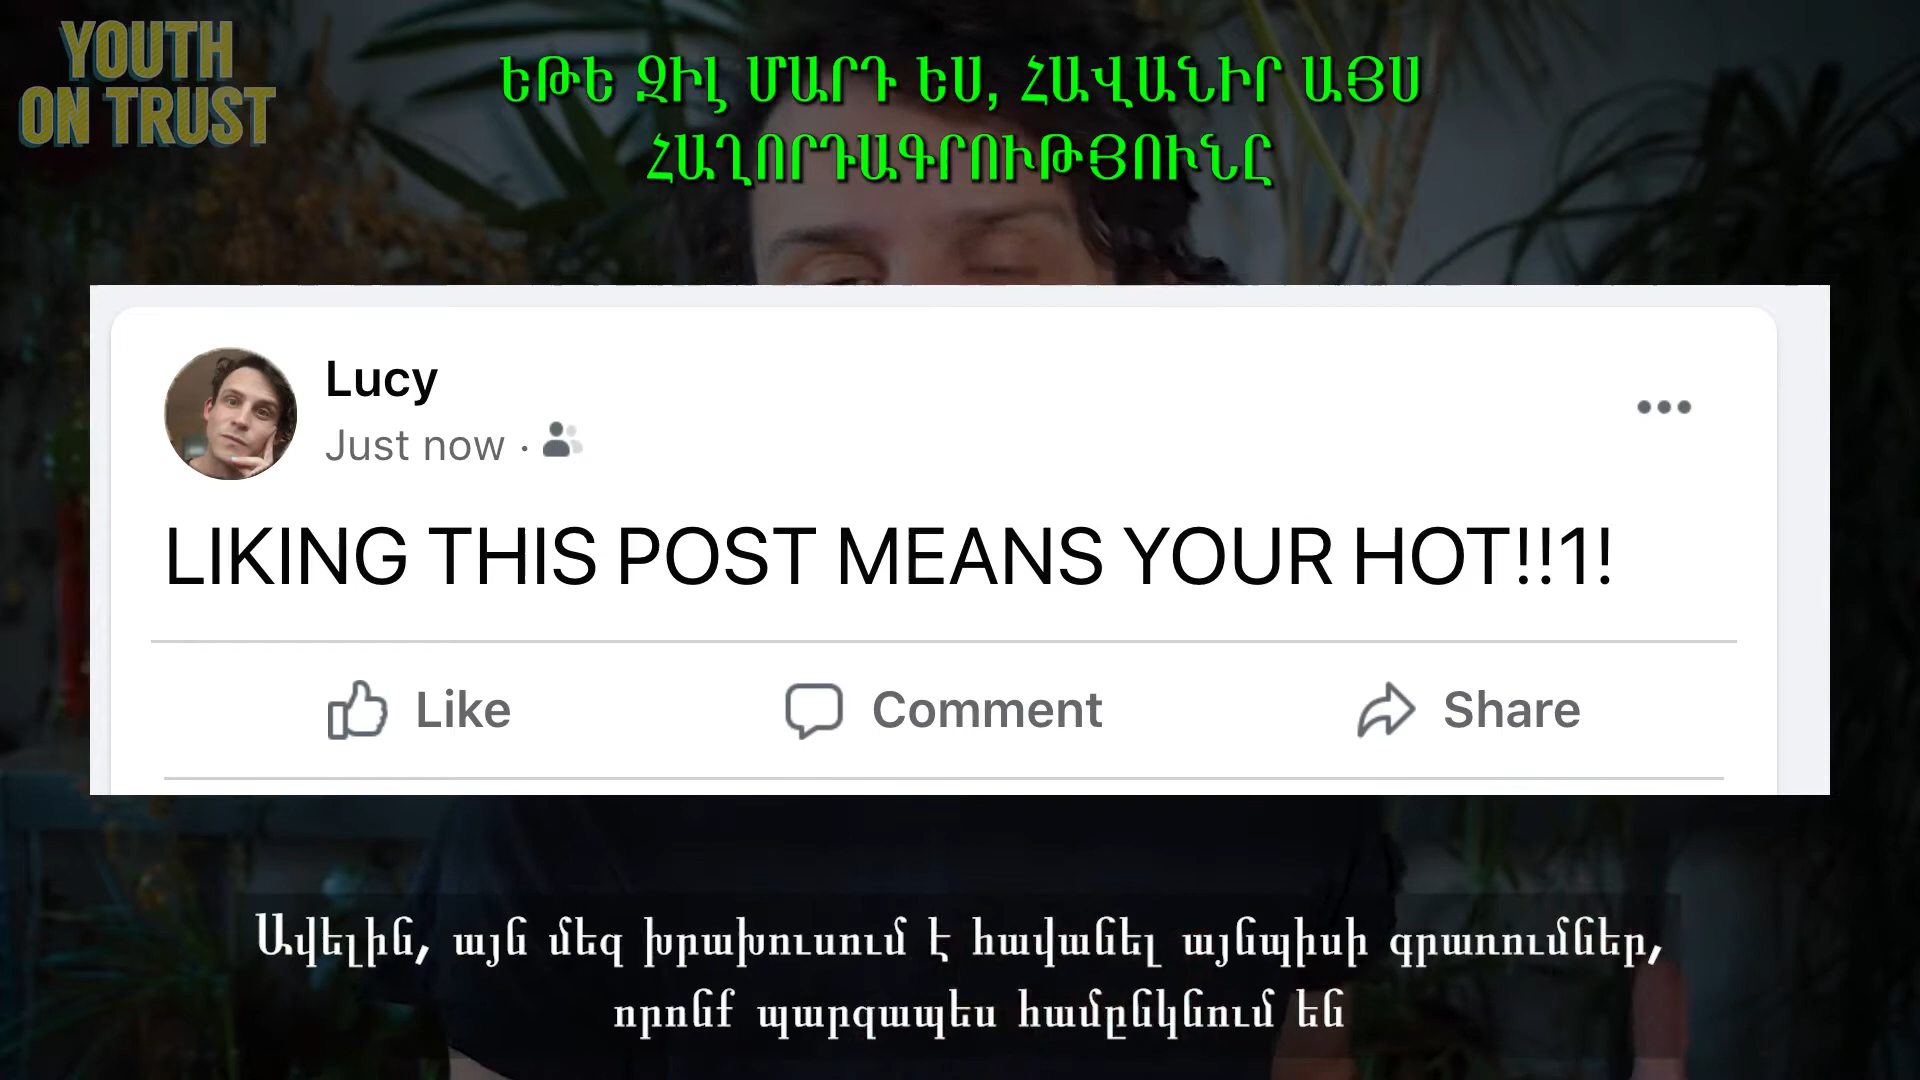 YOUTH
ON TRUST
ԵԹԵ ՉԻԼ ՄԱՐԴ ԵՍ, ՀԱՎԱՆԻՐ ԱՅՍ
ՀԱՂՈՐԴԱԳՐՈՒԹՅՈՒՆԸ
Lucy
Just now ·
LIKING THIS POST MEANS YOUR HOT!!1!
Like Comment Share
Ավելին, այն մեզ խրախուսում է հավանել այնպիսի գրառումներ,
որոնք պարզապես համընկնում են